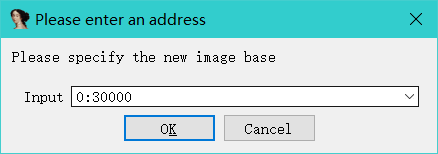 Please enter an address
Please specify the new image base
Input 0:30000
OK Cancel